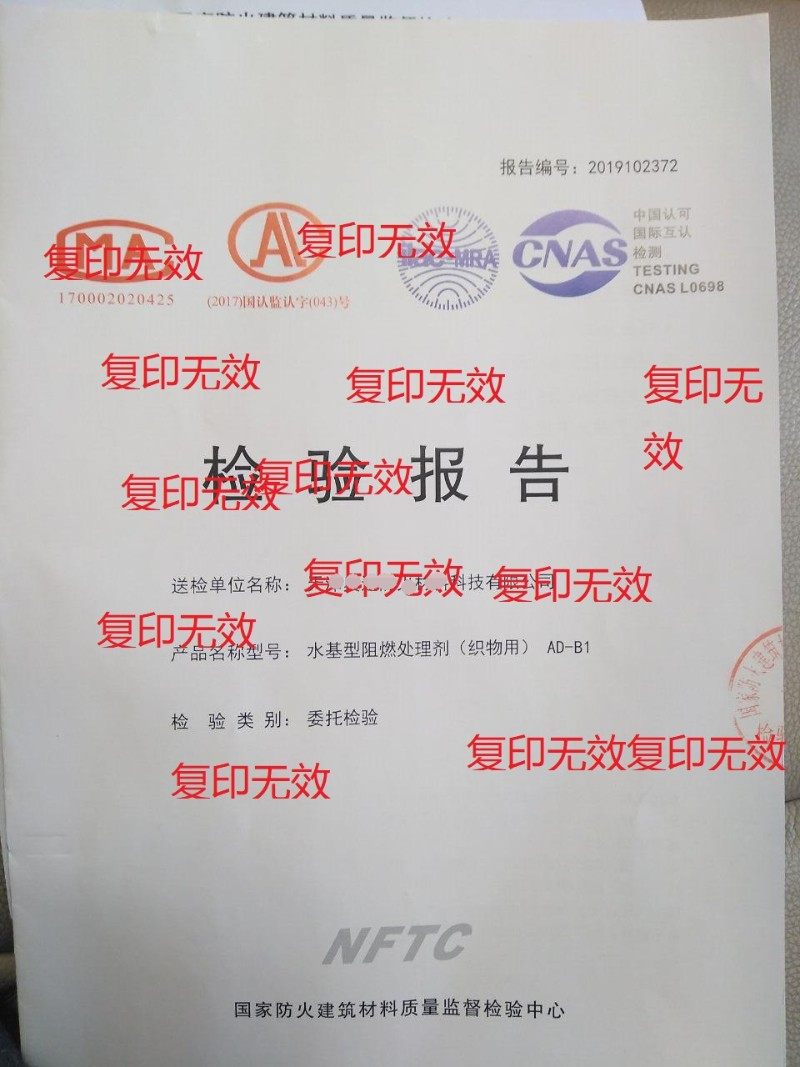 报告编号：2019102372
MA
复印无效
170002020425
AL
复印无效
(2017)国认监认字(043)号
MRA
CNAS
中国认可
国际互认
检测
TESTING
CNAS L0698
复印无效
复印无效
复印无效
检验报告
复印无效
复印无效
送检单位名称：科技有限公司
复印无效
复印无效
复印无效
产品名称型号：水基型阻燃处理剂（织物用） AD-B1
检 验 类 别：委托检验
复印无效复印无效
复印无效
NFTC
国家防火建筑材料质量监督检验中心